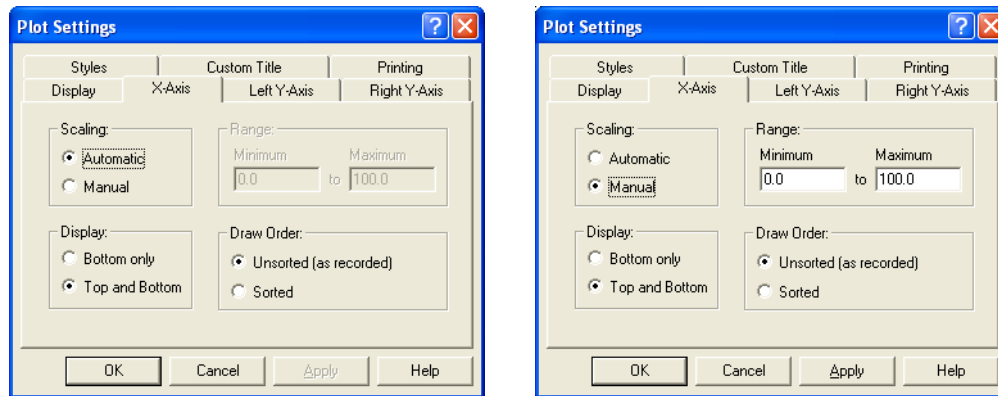 Plot Settings
Styles Custom Title Printing
Display X-Axis Left Y-Axis Right Y-Axis
Scaling:
Automatic
Manual
Range:
Minimum Maximum
0.0 to 100.0
Display:
Bottom only
Top and Bottom
Draw Order:
Unsorted (as recorded)
Sorted
OK Cancel Apply Help
Plot Settings
Styles Custom Title Printing
Display X-Axis Left Y-Axis Right Y-Axis
Scaling:
Automatic
Manual
Range:
Minimum Maximum
0.0 to 100.0
Display:
Bottom only
Top and Bottom
Draw Order:
Unsorted (as recorded)
Sorted
OK Cancel Apply Help